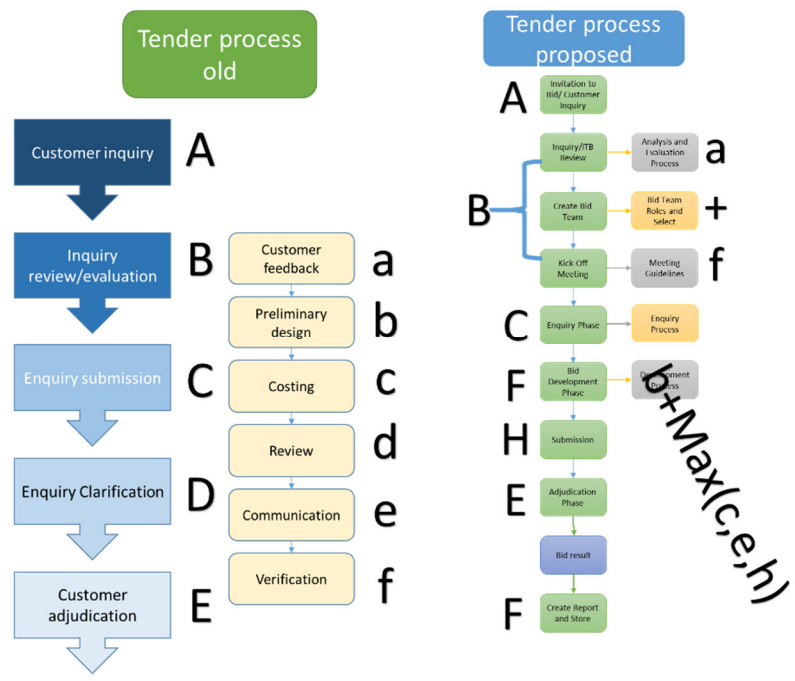 Tender process
old
Customer inquiry
A
Inquiry
review/evaluation
B
Enquiry submission
C
Enquiry Clarification
D
Customer
adjudication
E
Customer
feedback
a
Preliminary
design
b
Costing
c
Review
d
Communication
e
Verification
f
Tender process
proposed
A
Invitation to
Bid/ Customer
Inquiry
B
Inquiry/ITB
Review
Analysis and
Evaluation
Process
a
Create Bid
Team
Bid Team
Roles and
Select
+
Kick-Off
Meeting
Meeting
Guidelines
f
C
Enquiry Phase
Enquiry
Process
F
Bid
Development
Phase
Development
Process
b+Max(c,e,h)
H
Submission
E
Adjudication
Phase
Bid result
F
Create Report
and Store